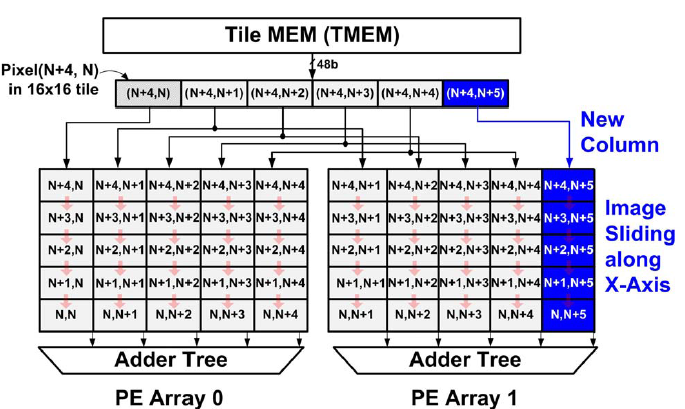 Tile MEM (TMEM)
48b
Pixel(N+4, N)
in 16x16 tile
(N+4,N) (N+4,N+1) (N+4,N+2) (N+4,N+3) (N+4,N+4) (N+4,N+5)
New
Column
N+4,N N+4,N+1 N+4,N+2 N+4,N+3 N+4,N+4 N+4,N+1 N+4,N+2 N+4,N+3 N+4,N+4 N+4,N+5
N+3,N N+3,N+1 N+3,N+2 N+3,N+3 N+3,N+4 N+3,N+1 N+3,N+2 N+3,N+3 N+3,N+4 N+3,N+5
N+2,N N+2,N+1 N+2,N+2 N+2,N+3 N+2,N+4 N+2,N+1 N+2,N+2 N+2,N+3 N+2,N+4 N+2,N+5
N+1,N N+1,N+1 N+1,N+2 N+1,N+3 N+1,N+4 N+1,N+1 N+1,N+2 N+1,N+3 N+1,N+4 N+1,N+5
N,N N,N+1 N,N+2 N,N+3 N,N+4 N,N+1 N,N+2 N,N+3 N,N+4 N,N+5
Image
Sliding
along
X-Axis
Adder Tree Adder Tree
PE Array 0 PE Array 1